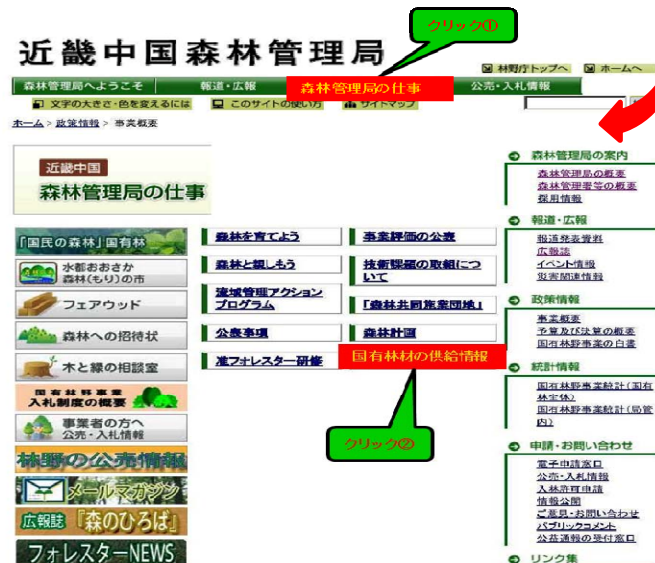 クリック①
近畿中国森林管理局
林野庁トップへ ホームへ
森林管理局へようこそ 報道・広報 森林管理局の仕事 公売・入札情報
文字の大きさ・色を変えるには このサイトの使い方 サイトマップ
ホーム > 政策情報 > 事業概要
近畿中国
森林管理局の仕事
「国民の森林」国有林
水都おおさか
森林(もり)の市
フェアウッド
森林への招待状
木と緑の相談室
国有林野事業
入札制度の概要
事業者の方へ
公売・入札情報
林野の公売情報
メールマガジン
広報誌「森のひろば」
フォレスターNEWS
森林を育てよう
事業評価の公表
森林と親しもう
技術課題の取組につ
いて
流域管理アクション
プログラム
「森林共同施業団地」
公表事項
森林計画
准フォレスター研修
国有林材の供給情報
クリック②
森林管理局の案内
森林管理局の概要
森林管理署等の概要
採用情報
報道・広報
報道発表資料
広報誌
イベント情報
災害関連情報
政策情報
事業概要
予算及び決算の概要
国有林野事業の白書
統計情報
国有林野事業統計(国有
林全体)
国有林野事業統計(局管
内)
申請・お問い合わせ
電子申請窓口
公売・入札情報
入林許可申請
情報公開
ご意見・お問い合わせ
パブリックコメント
公益通報の受付窓口
リンク集